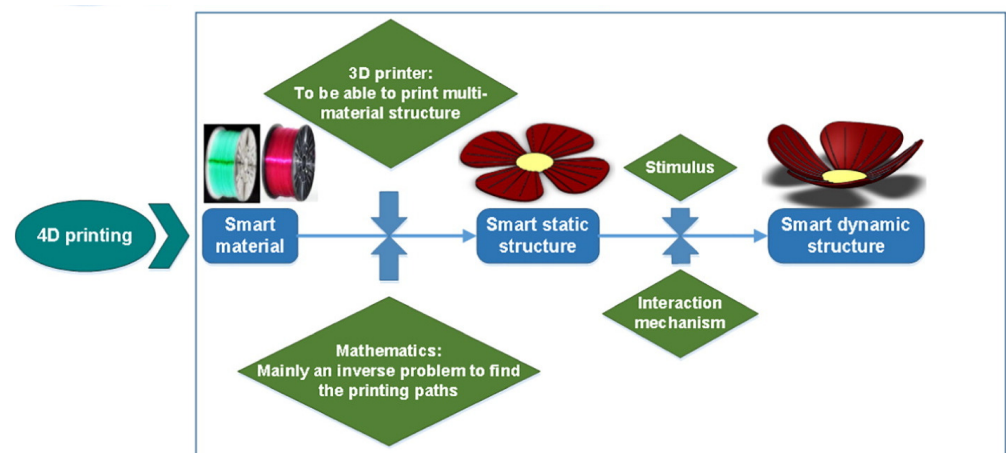 3D printer:
To be able to print multi-
material structure
Stimulus
4D printing
Smart
material
Smart static
structure
Smart dynamic
structure
Interaction
mechanism
Mathematics:
Mainly an inverse problem to find
the printing paths